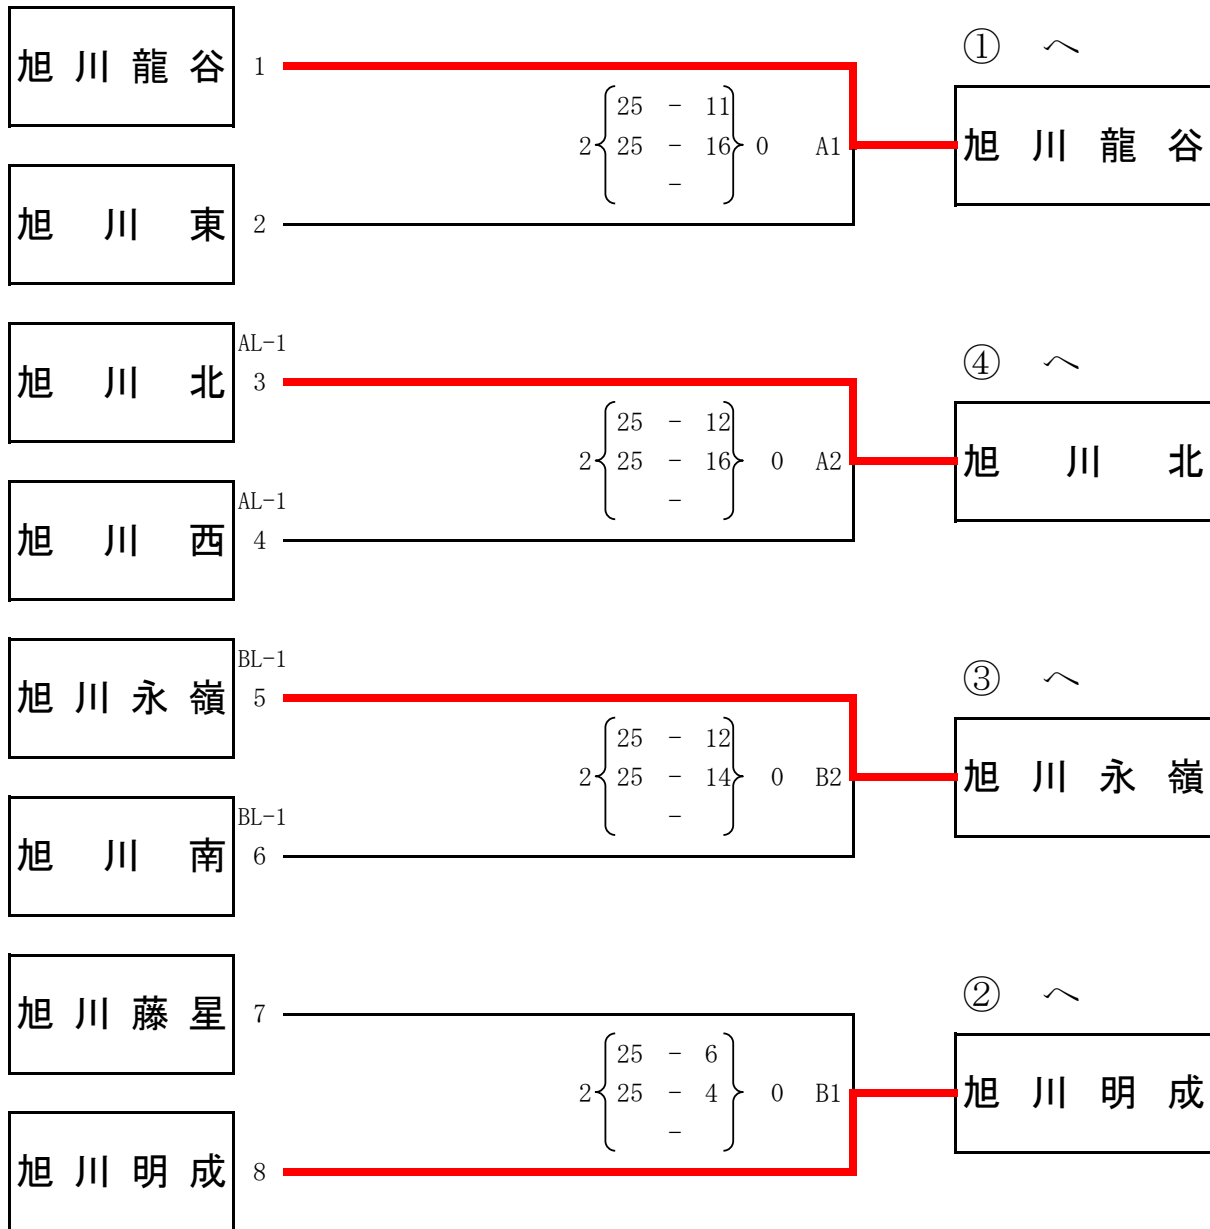 旭川龍谷 1
① へ
25 - 11
2 25 - 16 0 A1
-
旭川龍谷
旭川東 2
AL-1
旭川北 3
④ へ
25 - 12
2 25 - 16 0 A2
-
旭川北
AL-1
旭川西 4
BL-1
旭川永嶺 5
③ へ
25 - 12
2 25 - 14 0 B2
-
旭川永嶺
BL-1
旭川南 6
旭川藤星 7
② へ
25 - 6
2 25 - 4 0 B1
-
旭川明成
旭川明成 8